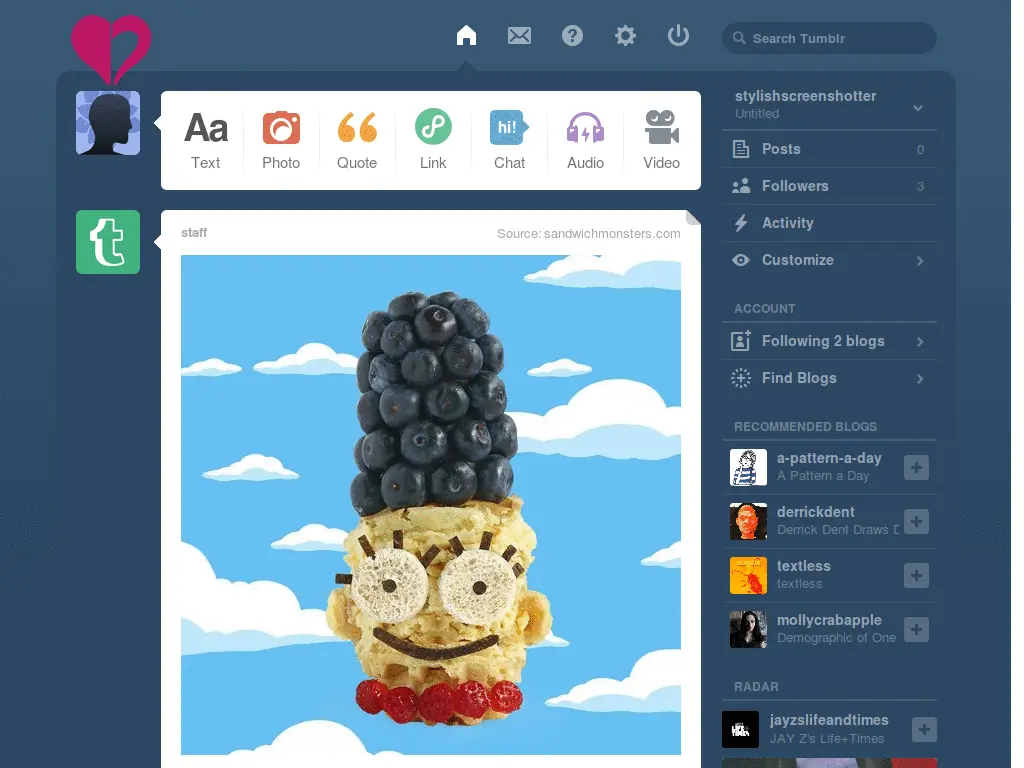 Search Tumblr
Aa
hi!
Text
Photo
Quote
Link
Chat
Audio
Video
staff
Source: sandwichmonsters.com
stylishscreenshotter
Untitled
Posts 0
Followers 3
Activity
Customize
ACCOUNT
Following 2 blogs
Find Blogs
RECOMMENDED BLOGS
a-pattern-a-day
A Pattern a Day
derrickdent
Derrick Dent Draws D
textless
textless
mollycrabapple
Demographic of One
RADAR
jayzslifeandtimes
JAY Z's Life+Times